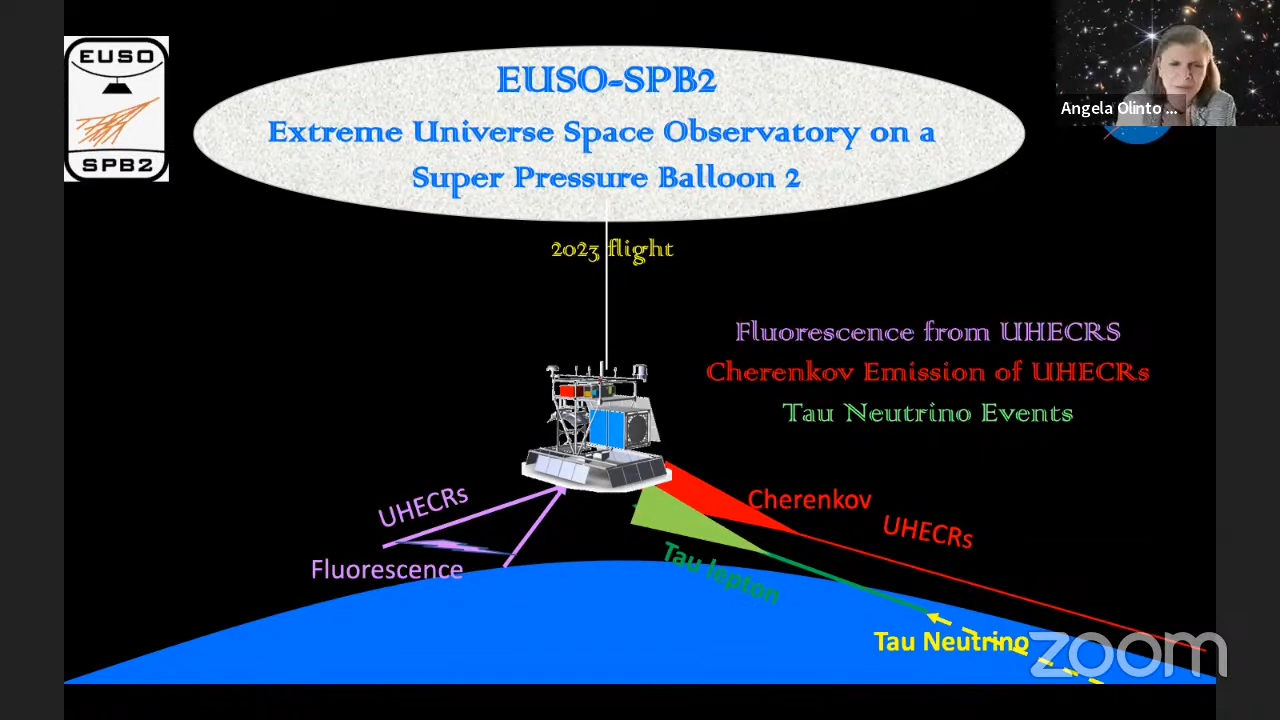 EUSO
SPB2
EUSO-SPB2
Extreme Universe Space Observatory on a
Super Pressure Balloon 2
Angela Olinto ...
2023 flight
Fluorescence from UHECRS
Cherenkov Emission of UHECRs
Tau Neutrino Events
UHECRs
Fluorescence
Cherenkov
UHECRs
Tau lepton
Tau Neutrino
zoom